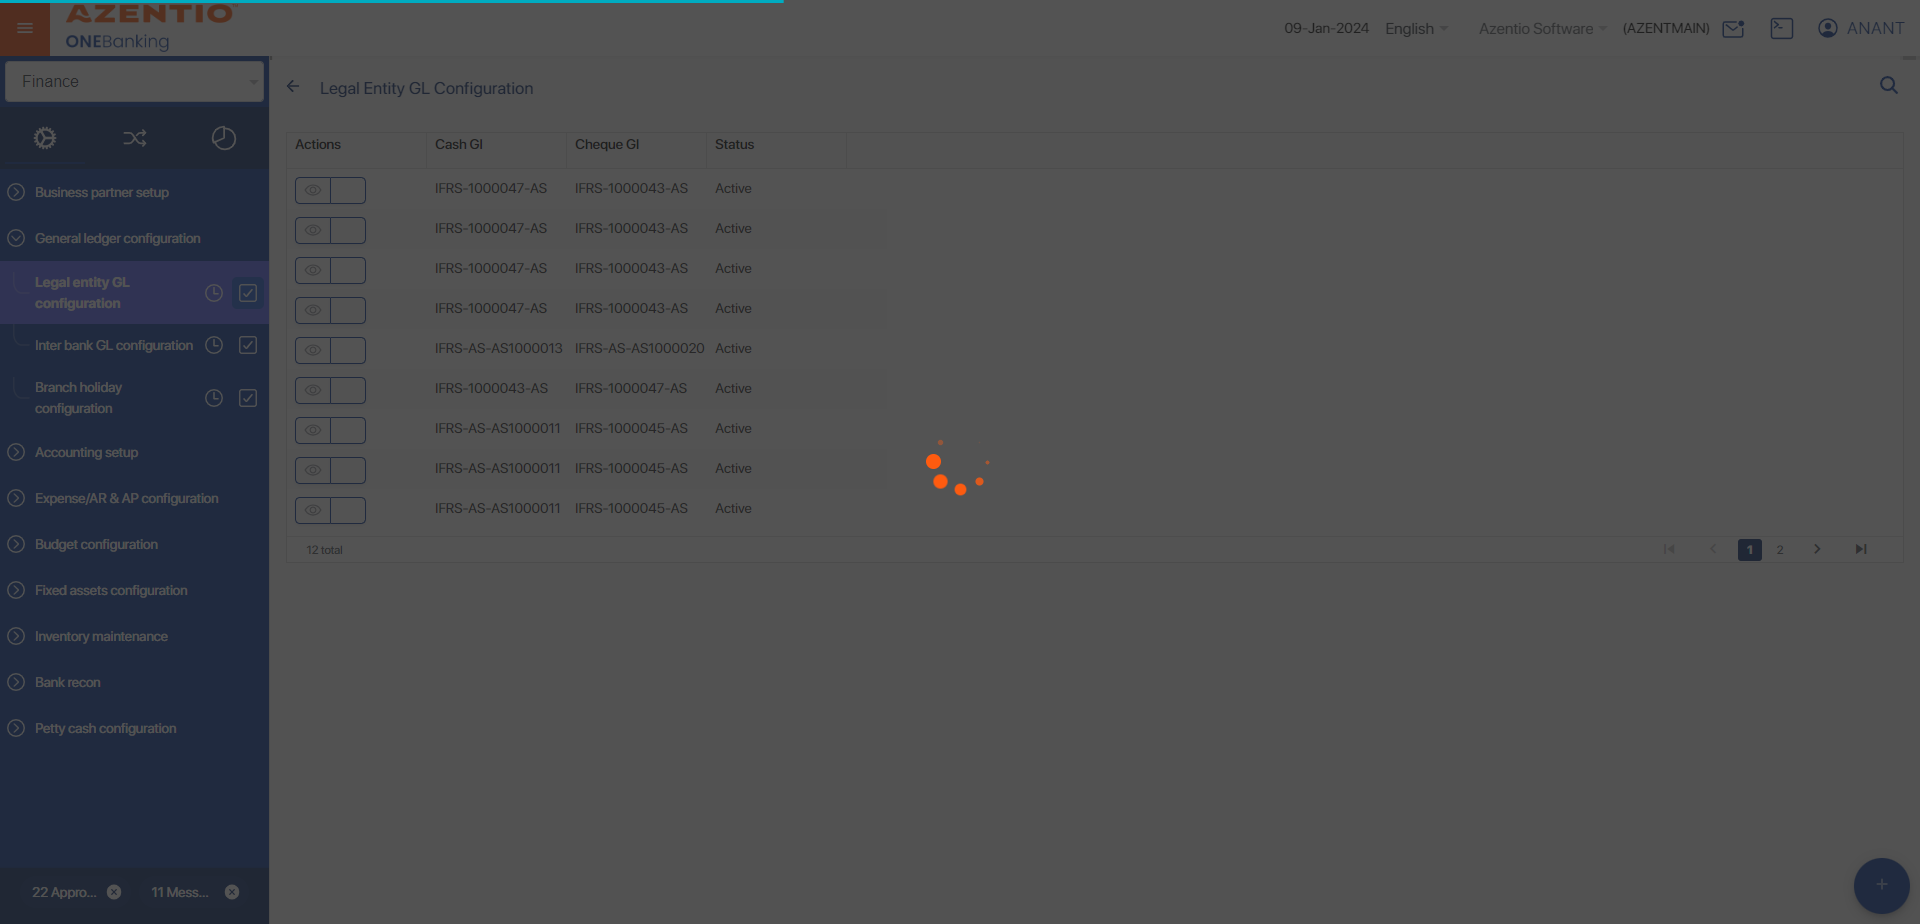 AZENTIO
ONEBanking
09-Jan-2024 English Azentio Software (AZENTMAIN) ANANT
Finance
Legal Entity GL Configuration
Business partner setup
General ledger configuration
Legal entity GL
configuration
Inter bank GL configuration
Branch holiday
configuration
Accounting setup
Expense/AR & AP configuration
Budget configuration
Fixed assets configuration
Inventory maintenance
Bank recon
Petty cash configuration
22 Appro... 11 Mess...
Actions Cash Gl Cheque Gl Status
IFRS-1000047-AS IFRS-1000043-AS Active
IFRS-1000047-AS IFRS-1000043-AS Active
IFRS-1000047-AS IFRS-1000043-AS Active
IFRS-1000047-AS IFRS-1000043-AS Active
IFRS-AS-AS1000013 IFRS-AS-AS1000020 Active
IFRS-1000043-AS IFRS-1000047-AS Active
IFRS-AS-AS1000011 IFRS-1000045-AS Active
IFRS-AS-AS1000011 IFRS-1000045-AS Active
IFRS-AS-AS1000011 IFRS-1000045-AS Active
12 total 1 2